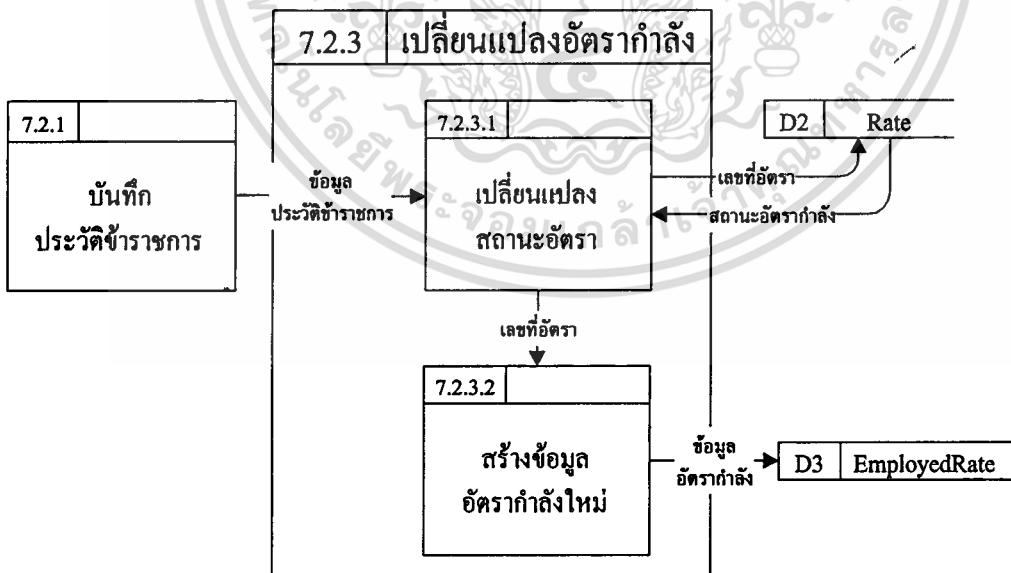 7.2.3 เปลี่ยนแปลงอัตรากำลัง
7.2.1
บันทึก
ประวัติข้าราชการ
ข้อมูล
ประวัติข้าราชการ
7.2.3.1
เปลี่ยนแปลง
สถานะอัตรา
D2 Rate
เลขที่อัตรา
สถานะอัตรากำลัง
เลขที่อัตรา
7.2.3.2
สร้างข้อมูล
อัตรากำลังใหม่
ข้อมูล
อัตรากำลัง
D3 EmployedRate